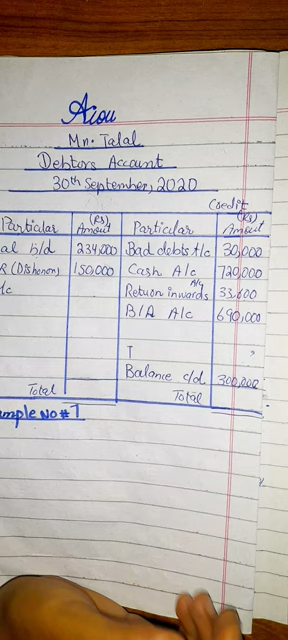 Aiou
Mr. Talal
Debtors Account
30th September, 2020
Credit
Particular (Rs) Amount Particular (Rs) Amount
al b/d 234,000 Bad debts A/c 30,000
R (Dishonor) 150,000 Cash A/c 720,000
/c Return inwards A/c 33,600
B/R A/c 690,000
T
Balance c/d 300,000
Total Total
ample No # 7